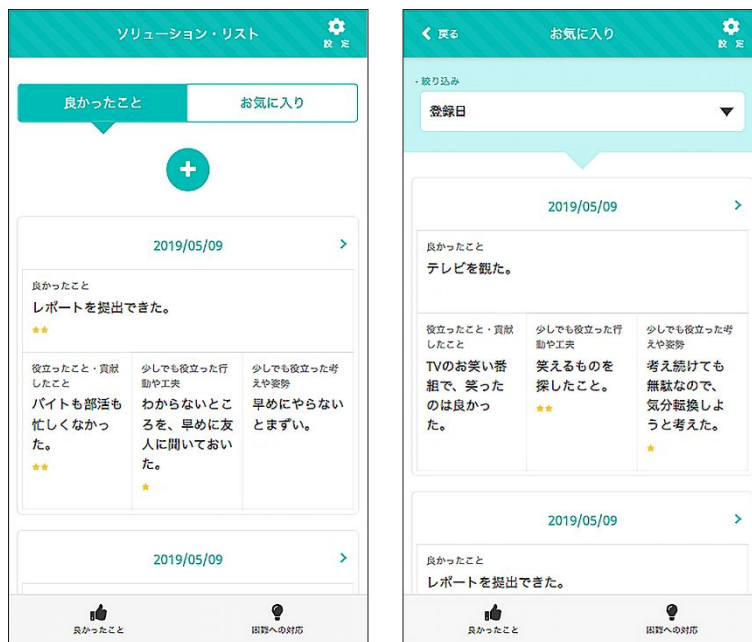 ソリューション・リスト
設 定
良かったこと
お気に入り
2019/05/09
良かったこと
レポートを提出できた。
役立ったこと・貢献
したこと
バイトも部活も
忙しくなかっ
た。
少しでも役立った行
動や工夫
わからないとこ
ろを、早めに友
人に聞いておい
た。
少しでも役立った考
えや姿勢
早めにやらない
とまずい。
2019/05/09
良かったこと
困難への対応
戻る
お気に入り
設 定
・絞り込み
登録日
2019/05/09
良かったこと
テレビを観た。
役立ったこと・貢献
したこと
TVのお笑い番
組で、笑った
のは良かっ
た。
少しでも役立った行
動や工夫
笑えるものを
探したこと。
少しでも役立った考
えや姿勢
考え続けても
無駄なので、
気分転換しよ
うと考えた。
2019/05/09
良かったこと
レポートを提出できた。
良かったこと
困難への対応